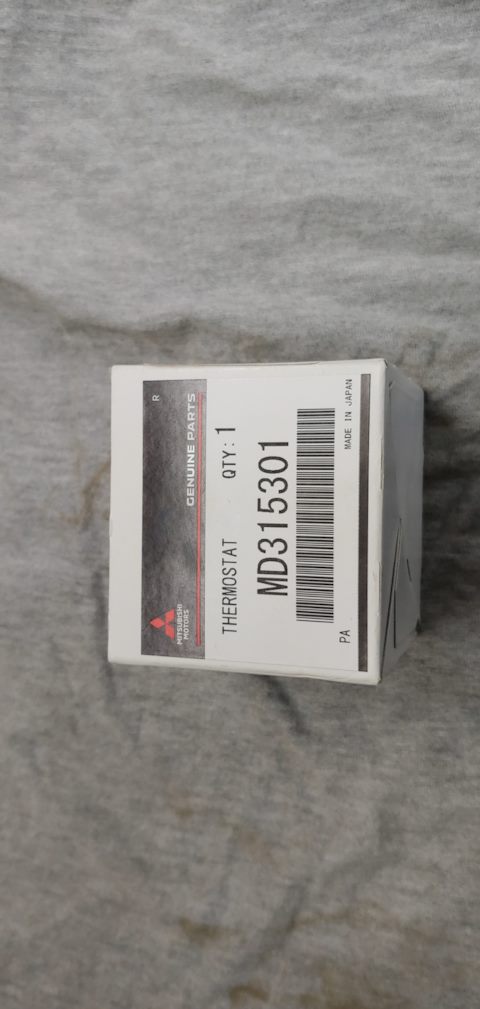 R
MITSUBISHI
MOTORS
GENUINE PARTS
THERMOSTAT QTY: 1
MD315301
PA
MADE IN JAPAN